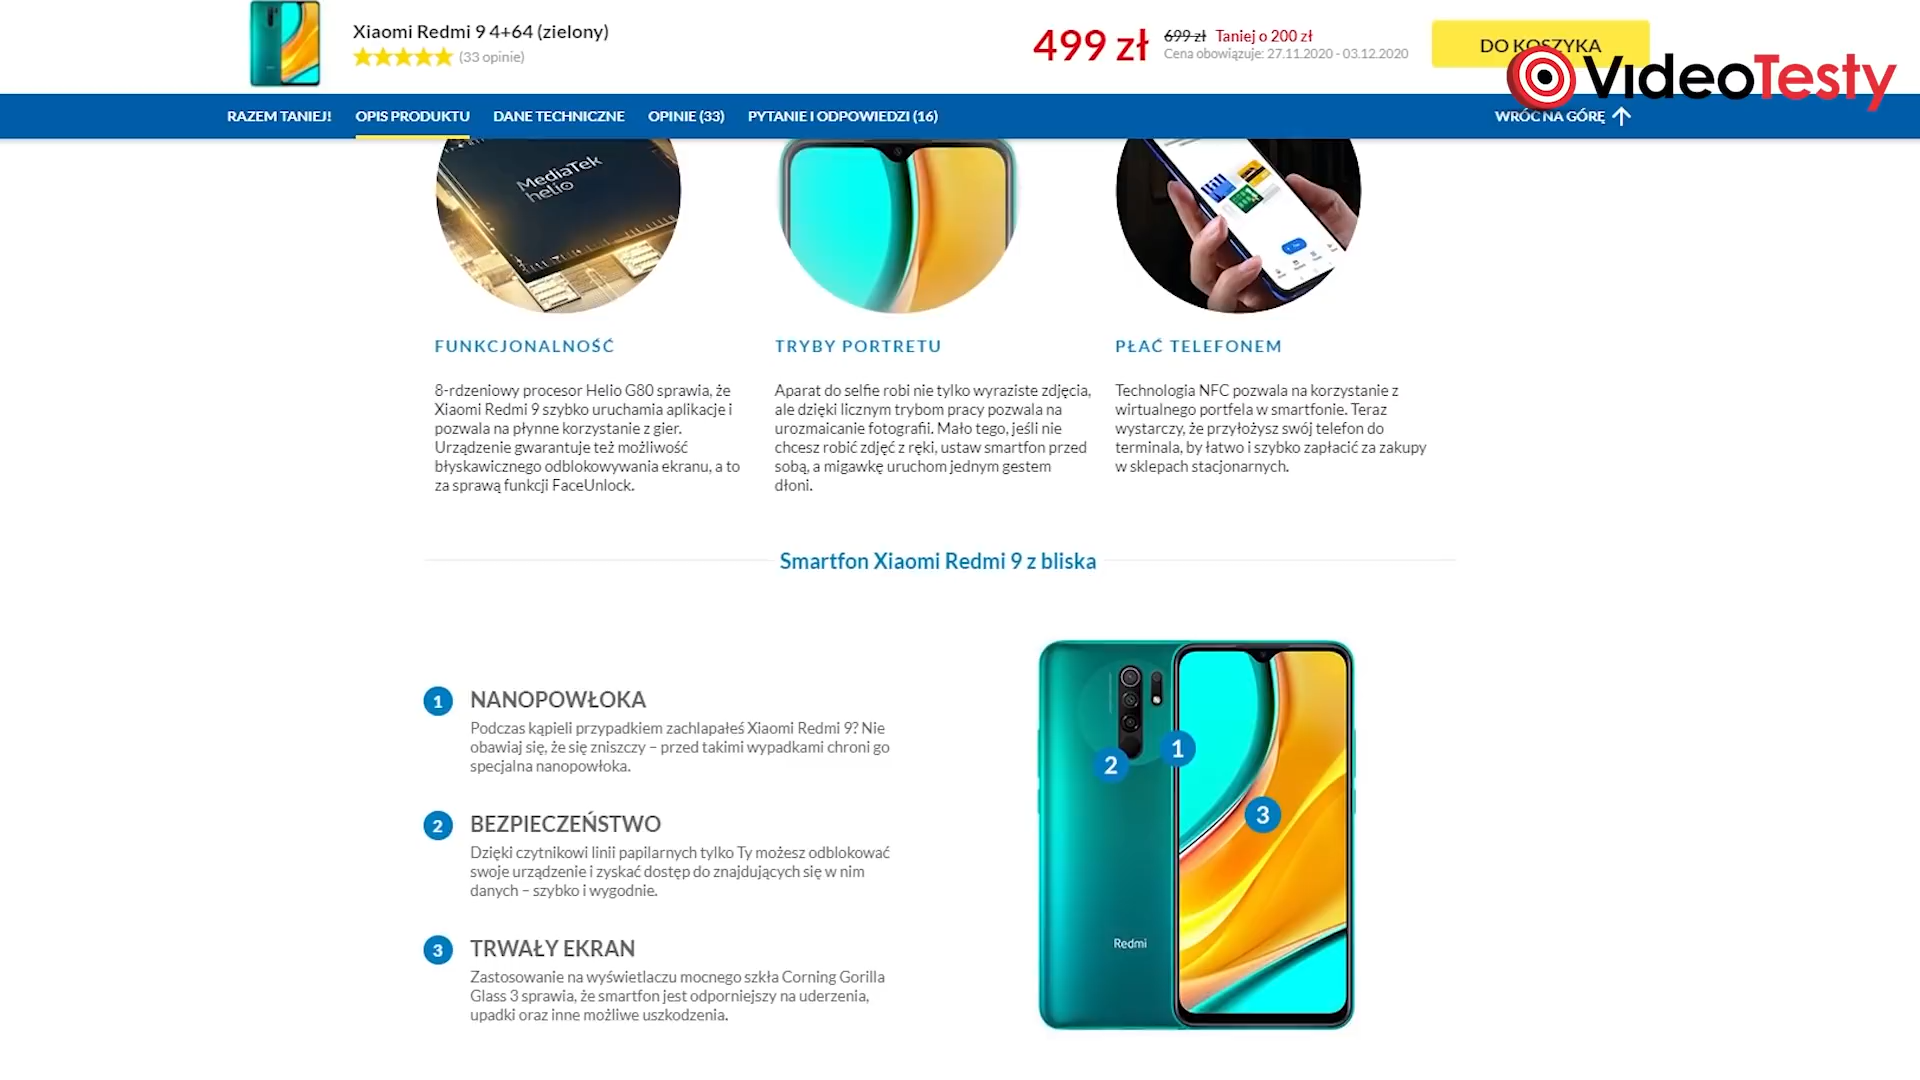 Xiaomi Redmi 9 4+64 (zielony)
(33 opinie)
499 zł
699 zł Taniej o 200 zł
Cena obowiązuje: 27.11.2020 - 03.12.2020
DO KOSZYKA
VideoTesty
RAZEM TANIEJ! OPIS PRODUKTU DANE TECHNICZNE OPINIE (33) PYTANIE I ODPOWIEDZI (16)
WRÓĆ NA GÓRĘ
MediaTek
helio
FUNKCJONALNOŚĆ
8-rdzeniowy procesor Helio G80 sprawia, że
Xiaomi Redmi 9 szybko uruchamia aplikacje i
pozwala na płynne korzystanie z gier.
Urządzenie gwarantuje też możliwość
błyskawicznego odblokowywania ekranu, a to
za sprawą funkcji FaceUnlock.
TRYBY PORTRETU
Aparat do selfie robi nie tylko wyraziste zdjęcia,
ale dzięki licznym trybom pracy pozwala na
urozmaicanie fotografii. Mało tego, jeśli nie
chcesz robić zdjęć z ręki, ustaw smartfon przed
sobą, a migawkę uruchom jednym gestem
dłoni.
PŁAĆ TELEFONEM
Technologia NFC pozwala na korzystanie z
wirtualnego portfela w smartfonie. Teraz
wystarczy, że przyłożysz swój telefon do
terminala, by łatwo i szybko zapłacić za zakupy
w sklepach stacjonarnych.
Smartfon Xiaomi Redmi 9 z bliska
1 NANOPOWŁOKA
Podczas kąpieli przypadkiem zachlapałeś Xiaomi Redmi 9? Nie
obawiaj się, że się zniszczy – przed takimi wypadkami chroni go
specjalna nanopowłoka.
2 BEZPIECZEŃSTWO
Dzięki czytnikowi linii papilarnych tylko Ty możesz odblokować
swoje urządzenie i zyskać dostęp do znajdujących się w nim
danych – szybko i wygodnie.
3 TRWAŁY EKRAN
Zastosowanie na wyświetlaczu mocnego szkła Corning Gorilla
Glass 3 sprawia, że smartfon jest odporniejszy na uderzenia,
upadki oraz inne możliwe uszkodzenia.
1
2
3
Redmi